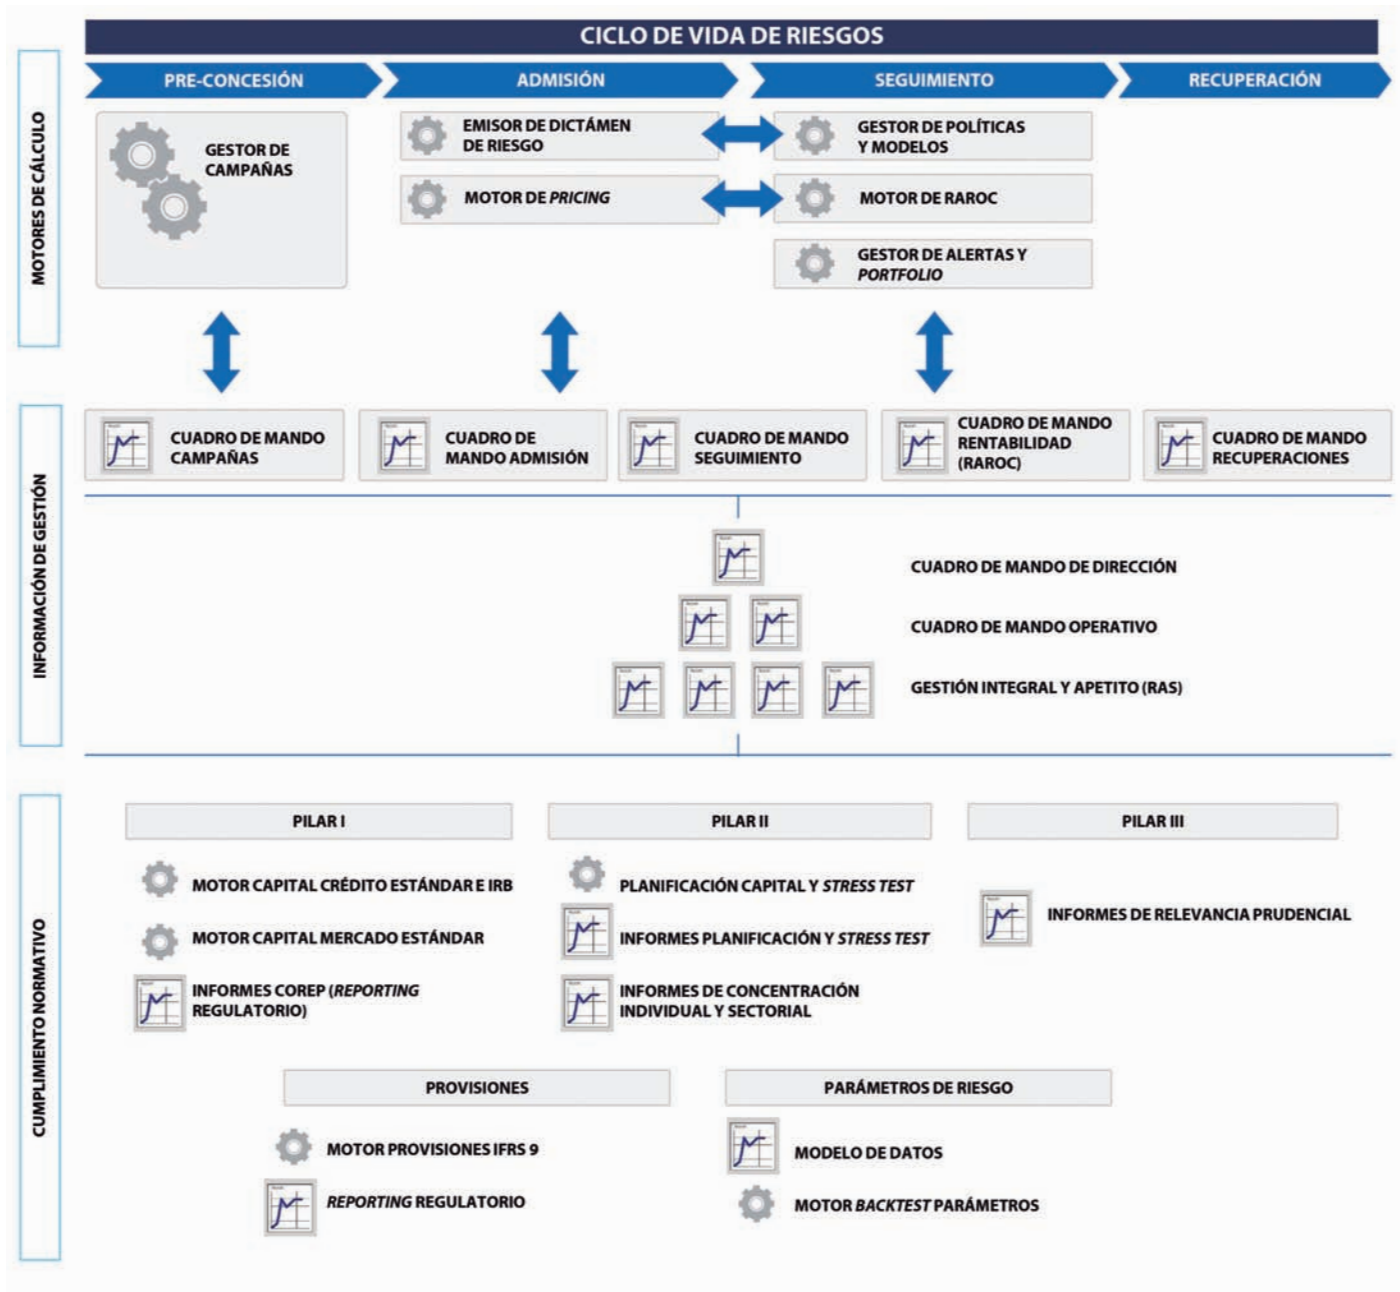 CICLO DE VIDA DE RIESGOS
PRE-CONCESIÓN
ADMISIÓN
SEGUIMIENTO
RECUPERACIÓN
MOTORES DE CÁLCULO
GESTOR DE
CAMPAÑAS
EMISOR DE DICTÁMEN
DE RIESGO
MOTOR DE PRICING
GESTOR DE POLÍTICAS
Y MODELOS
MOTOR DE RAROC
GESTOR DE ALERTAS Y
PORTFOLIO
INFORMACIÓN DE GESTIÓN
CUADRO DE MANDO
CAMPAÑAS
CUADRO DE
MANDO ADMISIÓN
CUADRO DE MANDO
SEGUIMIENTO
CUADRO DE MANDO
RENTABILIDAD
(RAROC)
CUADRO DE MANDO
RECUPERACIONES
CUADRO DE MANDO DE DIRECCIÓN
CUADRO DE MANDO OPERATIVO
GESTIÓN INTEGRAL Y APETITO (RAS)
CUMPLIMIENTO NORMATIVO
PILAR I
MOTOR CAPITAL CRÉDITO ESTÁNDAR E IRB
MOTOR CAPITAL MERCADO ESTÁNDAR
INFORMES COREP (REPORTING
REGULATORIO)
PILAR II
PLANIFICACIÓN CAPITAL Y STRESS TEST
INFORMES PLANIFICACIÓN Y STRESS TEST
INFORMES DE CONCENTRACIÓN
INDIVIDUAL Y SECTORIAL
PILAR III
INFORMES DE RELEVANCIA PRUDENCIAL
PROVISIONES
MOTOR PROVISIONES IFRS 9
REPORTING REGULATORIO
PARÁMETROS DE RIESGO
MODELO DE DATOS
MOTOR BACKTEST PARÁMETROS